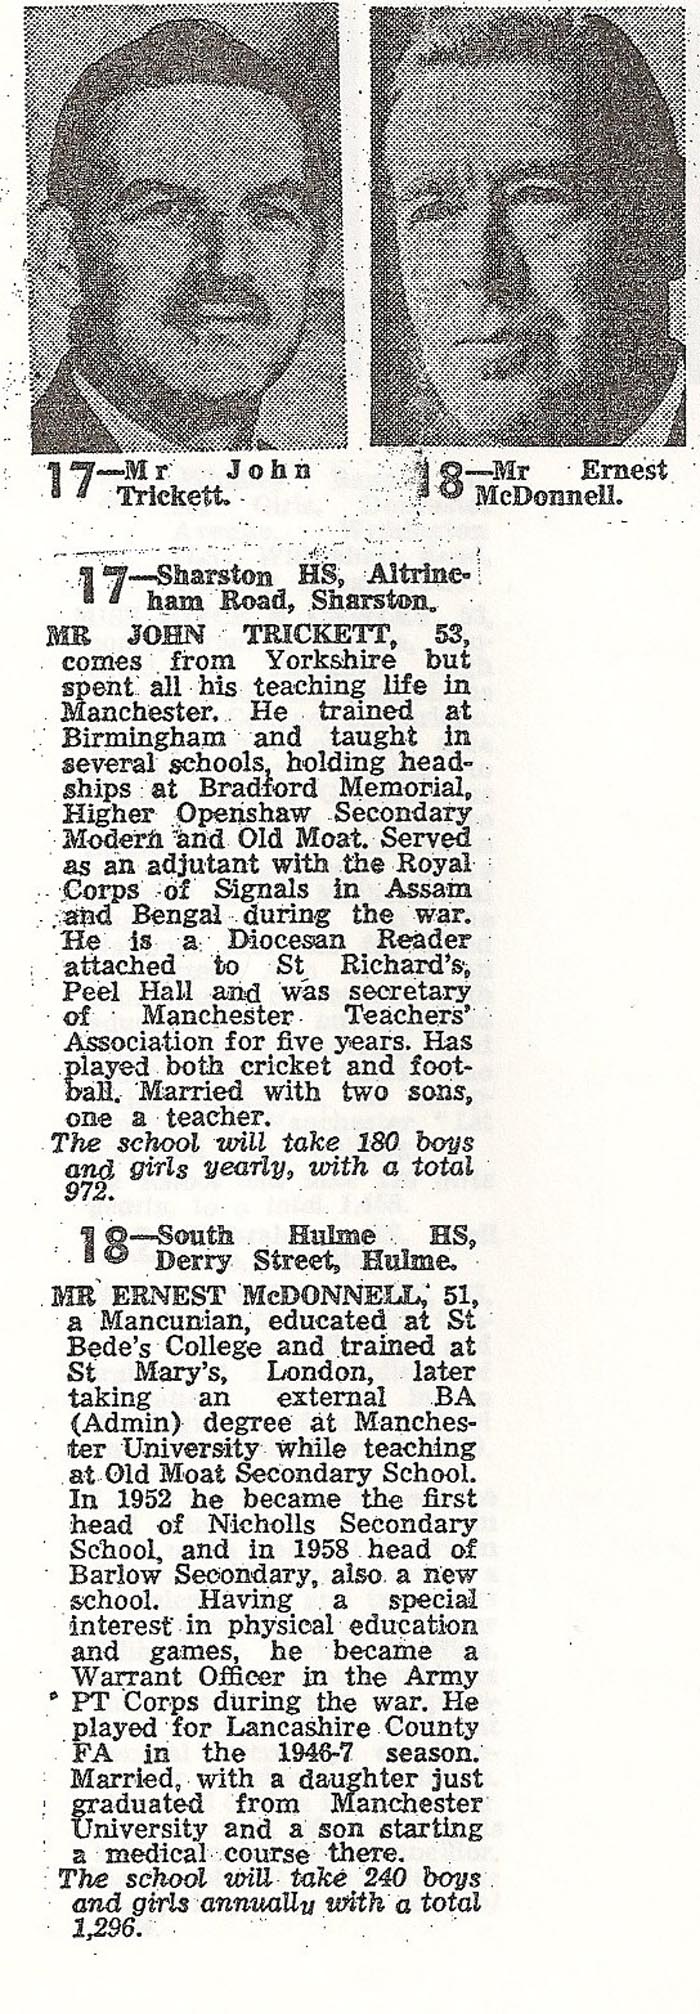 17—Mr John
Trickett.
18—Mr Ernest
McDonnell.
17—Sharston HS, Altrinc-
ham Road, Sharston.
MR JOHN TRICKETT, 53,
comes from Yorkshire but
spent all his teaching life in
Manchester. He trained at
Birmingham and taught in
several schools, holding head-
ships at Bradford Memorial,
Higher Openshaw Secondary
Modern and Old Moat. Served
as an adjutant with the Royal
Corps of Signals in Assam
and Bengal during the war.
He is a Diocesan Reader
attached to St Richard's,
Peel Hall and was secretary
of Manchester Teachers'
Association for five years. Has
played both cricket and foot-
ball. Married with two sons,
one a teacher.
The school will take 180 boys
and girls yearly, with a total
972.
18—South Hulme HS,
Derry Street, Hulme.
MR ERNEST McDONNELL, 51,
a Mancunian, educated at St
Bede's College and trained at
St Mary's, London, later
taking an external BA
(Admin) degree at Manches-
ter University while teaching
at Old Moat Secondary School.
In 1952 he became the first
head of Nicholls Secondary
School, and in 1958 head of
Barlow Secondary, also a new
school. Having a special
interest in physical education
and games, he became a
Warrant Officer in the Army
PT Corps during the war. He
played for Lancashire County
FA in the 1946-7 season.
Married, with a daughter just
graduated from Manchester
University and a son starting
a medical course there.
The school will take 240 boys
and girls annually with a total
1,296.